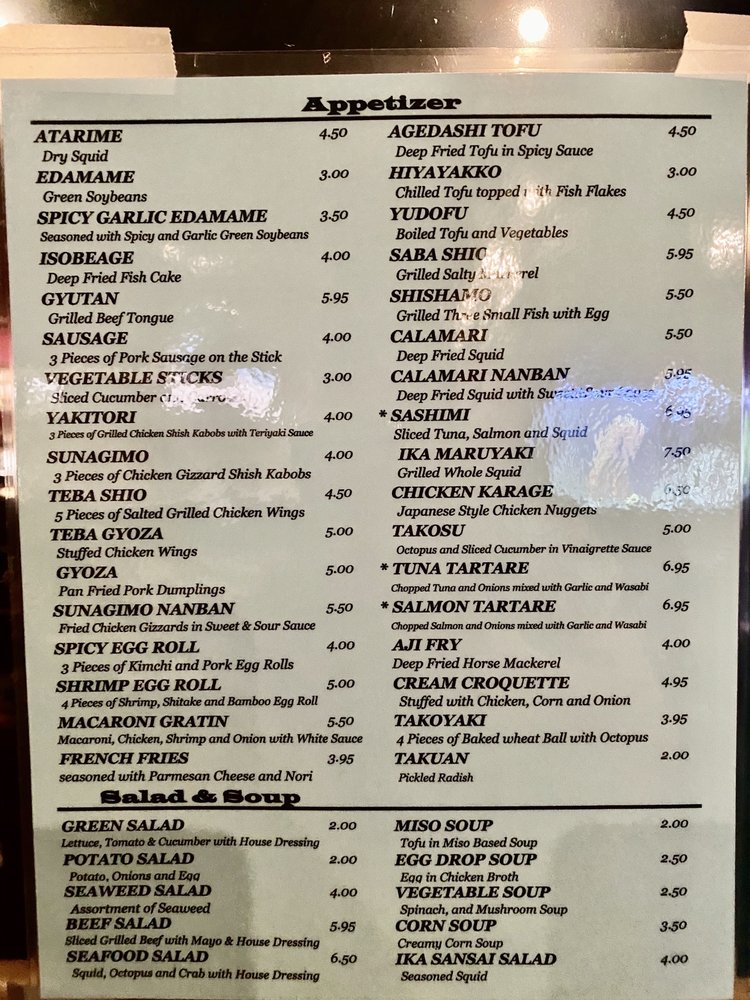 Appetizer
ATARIME 4.50
Dry Squid
EDAMAME 3.00
Green Soybeans
SPICY GARLIC EDAMAME 3.50
Seasoned with Spicy and Garlic Green Soybeans
ISOBEAGE 4.00
Deep Fried Fish Cake
GYUTAN 5.95
Grilled Beef Tongue
SAUSAGE 4.00
3 Pieces of Pork Sausage on the Stick
VEGETABLE STICKS 3.00
Sliced Cucumber
YAKITORI 4.00
3 Pieces of Grilled Chicken Shish Kabobs with Teriyaki Sauce
SUNAGIMO 4.00
3 Pieces of Chicken Gizzard Shish Kabobs
TEBA SHIO 4.50
5 Pieces of Salted Grilled Chicken Wings
TEBA GYOZA 5.00
Stuffed Chicken Wings
GYOZA 5.00
Pan Fried Pork Dumplings
SUNAGIMO NANBAN 5.50
Fried Chicken Gizzards in Sweet & Sour Sauce
SPICY EGG ROLL 4.00
3 Pieces of Kimchi and Pork Egg Rolls
SHRIMP EGG ROLL 5.00
4 Pieces of Shrimp, Shitake and Bamboo Egg Roll
MACARONI GRATIN 5.50
Macaroni, Chicken, Shrimp and Onion with White Sauce
FRENCH FRIES 3.95
seasoned with Parmesan Cheese and Nori
AGEDASHI TOFU 4.50
Deep Fried Tofu in Spicy Sauce
HIYAYAKKO 3.00
Chilled Tofu topped with Fish Flakes
YUDOFU 4.50
Boiled Tofu and Vegetables
SABA SHIO 5.95
Grilled Salty
SHISHAMO 5.50
Grilled Three Small Fish with Egg
CALAMARI 5.50
Deep Fried Squid
CALAMARI NANBAN 5.95
Deep Fried Squid with
* SASHIMI 6.95
Sliced Tuna, Salmon and Squid
IKA MARUYAKI 7.50
Grilled Whole Squid
CHICKEN KARAGE 6.50
Japanese Style Chicken Nuggets
TAKOSU 5.00
Octopus and Sliced Cucumber in Vinaigrette Sauce
* TUNA TARTARE 6.95
Chopped Tuna and Onions mixed with Garlic and Wasabi
* SALMON TARTARE 6.95
Chopped Salmon and Onions mixed with Garlic and Wasabi
AJI FRY 4.00
Deep Fried Horse Mackerel
CREAM CROQUETTE 4.95
Stuffed with Chicken, Corn and Onion
TAKOYAKI 3.95
4 Pieces of Baked wheat Ball with Octopus
TAKUAN 2.00
Pickled Radish
Salad & Soup
GREEN SALAD 2.00
Lettuce, Tomato & Cucumber with House Dressing
POTATO SALAD 2.00
Potato, Onions and Egg
SEAWEED SALAD 4.00
Assortment of Seaweed
BEEF SALAD 5.95
Sliced Grilled Beef with Mayo & House Dressing
SEAFOOD SALAD 6.50
Squid, Octopus and Crab with House Dressing
MISO SOUP 2.00
Tofu in Miso Based Soup
EGG DROP SOUP 2.50
Egg in Chicken Broth
VEGETABLE SOUP 2.50
Spinach, and Mushroom Soup
CORN SOUP 3.50
Creamy Corn Soup
IKA SANSAI SALAD 4.00
Seasoned Squid